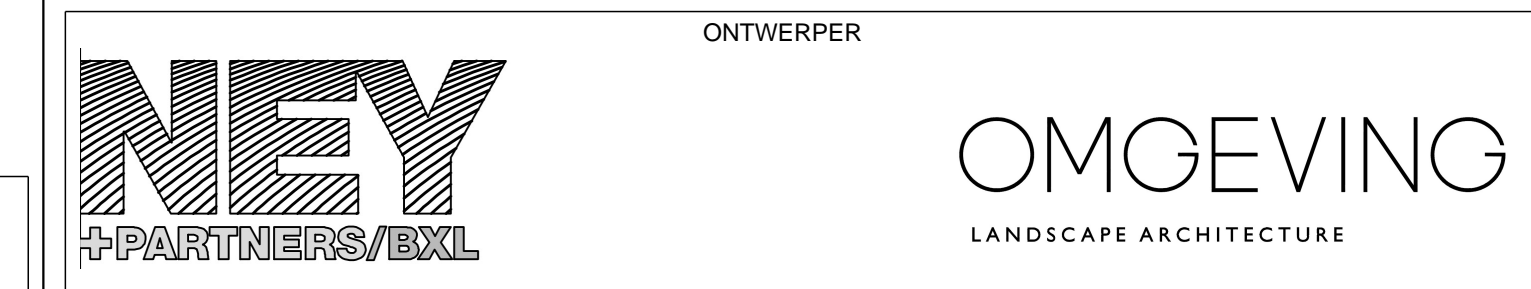 ONTWERPER
NEY
+PARTNERS/BXL
OMGEVING
LANDSCAPE ARCHITECTURE